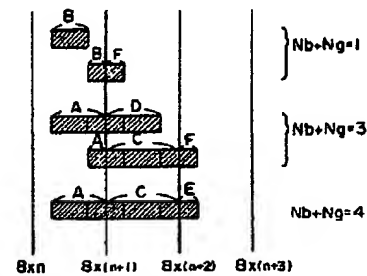 B
B F
Nb+Ng=1
A D
A C F
Nb+Ng=3
A C E
Nb+Ng=4
8xn 8x(n+1) 8x(n+2) 8x(n+3)